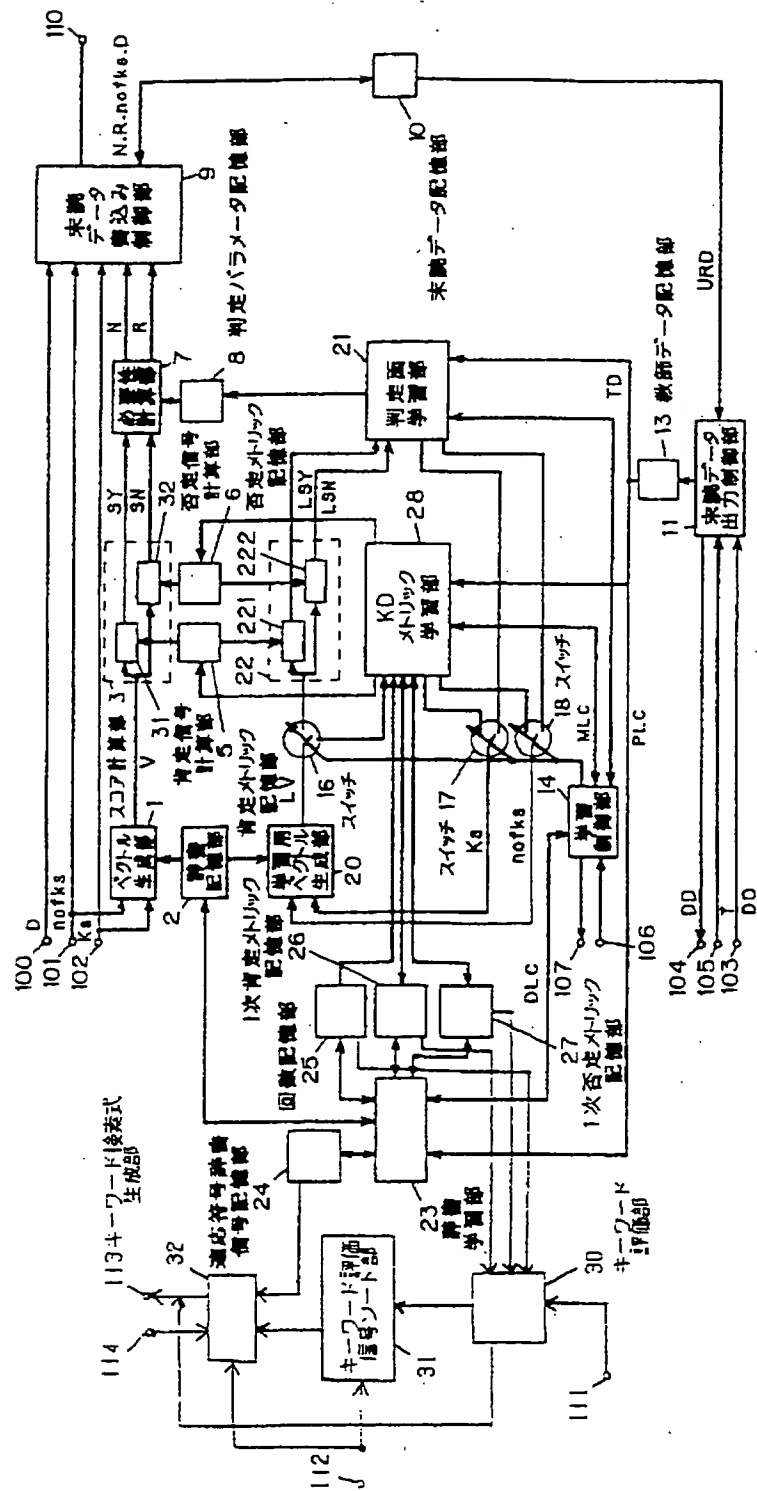 100
D
101
nofks
102
Ka
ベクトル
生成部
1
辞書
記憶部
2
V
スコア計算部 3
31
32
SY
SN
肯定信号
計算部
5
否定信号
計算部
6
必要性
計算部
7
N
R
8 判定パラメータ記憶部
未読
データ
書込み
制御部
9
110
N.R.nofks.D
10
未読データ記憶部
学習用
ベクトル
生成部
20
LV
肯定メトリック
記憶部
否定メトリック
記憶部
16
スイッチ
22
221
222
LSY
LSN
判定面
学習部
21
KD
メトリック
学習部
28
スイッチ 17
Ka
nofks
18 スイッチ
MLC
PLC
TD
13 教師データ記憶部
URD
未読データ
出力制御部
11
14
学習
制御部
107
106
104
DD
105
103
DO
1次肯定メトリック
記憶部
26
回数記憶部
25
27
1次否定メトリック
記憶部
DLC
23
辞書
学習部
24
適応符号辞書
信号記憶部
113 キーワード検索式
生成部
32
114
キーワード評価
信号ソート部
31
112
30
キーワード
評価部
111